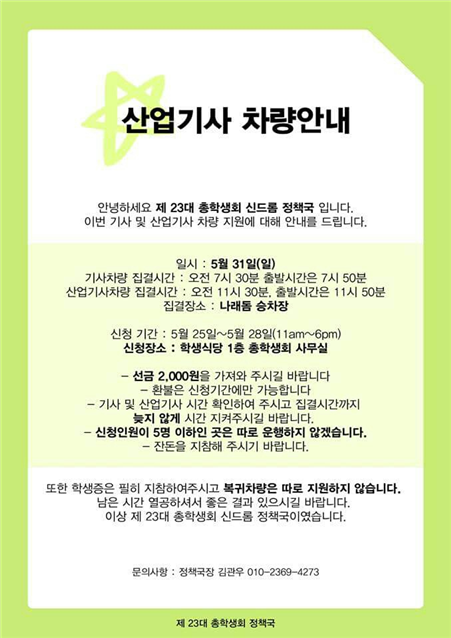 산업기사 차량안내
안녕하세요 제 23대 총학생회 신드롬 정책국 입니다.
이번 기사 및 산업기사 차량 지원에 대해 안내를 드립니다.
일시 : 5월 31일(일)
기사차량 집결시간 : 오전 7시 30분 출발시간은 7시 50분
산업기사차량 집결시간 : 오전 11시 30분, 출발시간은 11시 50분
집결장소 : 나래돔 승차장
신청 기간 : 5월 25일~5월 28일(11am~6pm)
신청장소 : 학생식당 1층 총학생회 사무실
- 선금 2,000원을 가져와 주시길 바랍니다
- 환불은 신청기간에만 가능합니다
- 기사 및 산업기사 시간 확인하여 주시고 집결시간까지
늦지 않게 시간 지켜주시길 바랍니다.
- 신청인원이 5명 이하인 곳은 따로 운행하지 않겠습니다.
- 잔돈을 지참해 주시기 바랍니다.
또한 학생증은 필히 지참하여주시고 복귀차량은 따로 지원하지 않습니다.
남은 시간 열공하셔서 좋은 결과 있으시길 바랍니다.
이상 제 23대 총학생회 신드롬 정책국이였습니다.
문의사항 : 정책국장 김관우 010-2369-4273
제 23대 총학생회 정책국